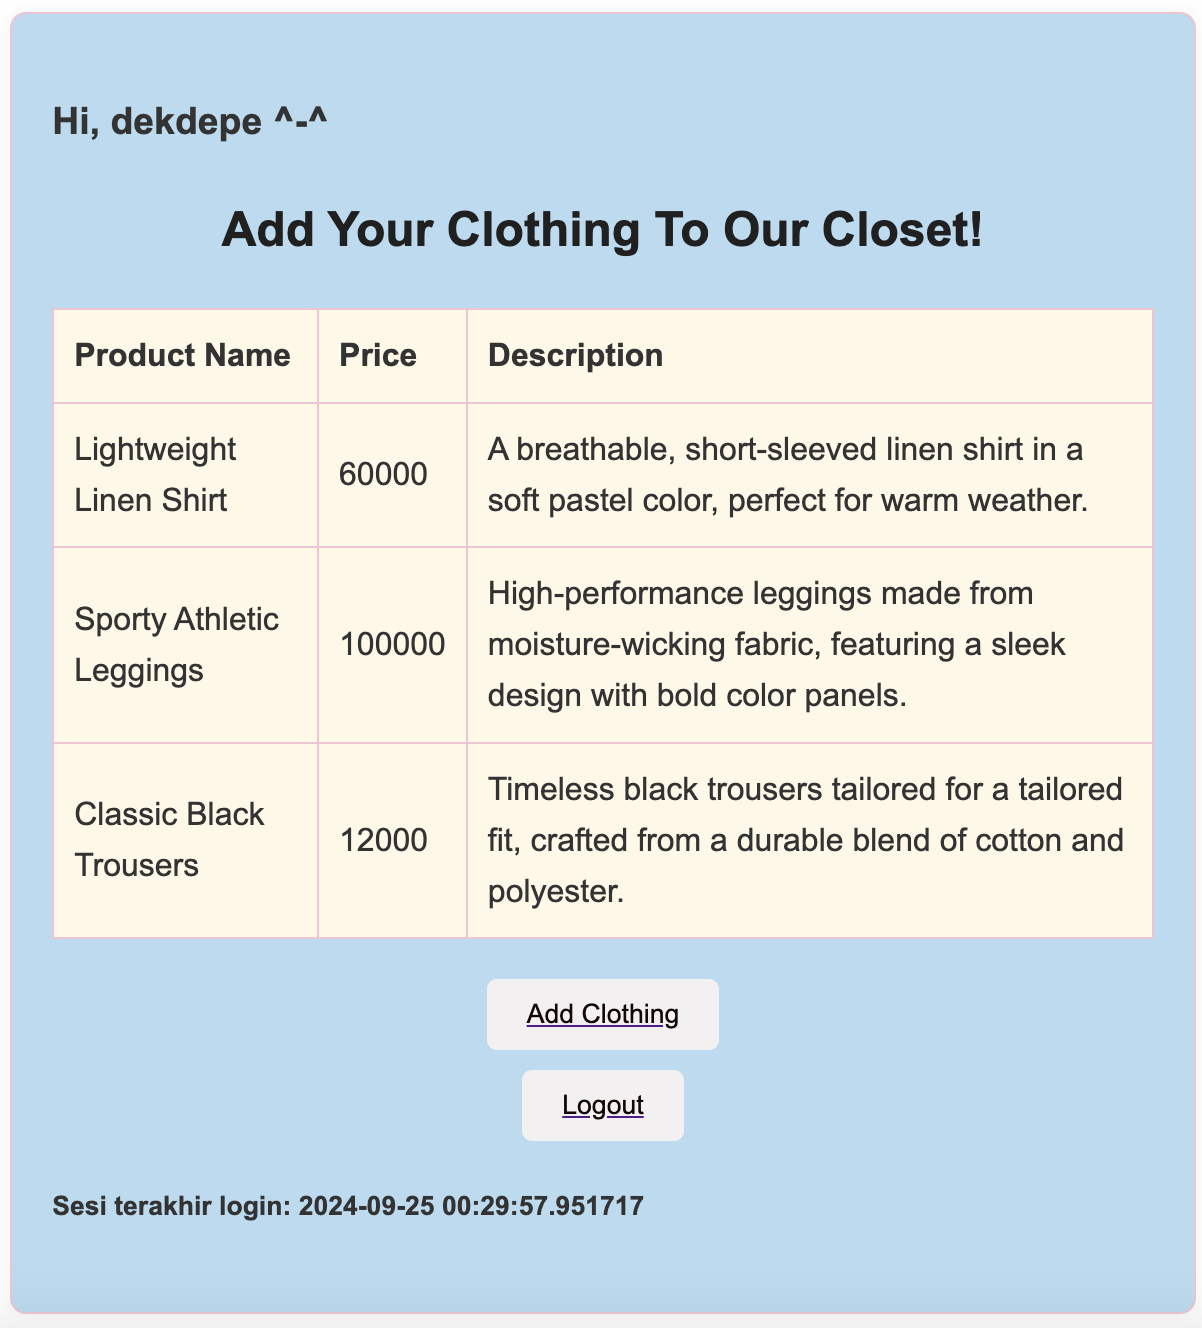 Hi, dekdepe ^-^
Add Your Clothing To Our Closet!
Product Name Price Description
Lightweight
Linen Shirt
60000
A breathable, short-sleeved linen shirt in a
soft pastel color, perfect for warm weather.
Sporty Athletic
Leggings
100000
High-performance leggings made from
moisture-wicking fabric, featuring a sleek
design with bold color panels.
Classic Black
Trousers
12000
Timeless black trousers tailored for a tailored
fit, crafted from a durable blend of cotton and
polyester.
Add Clothing
Logout
Sesi terakhir login: 2024-09-25 00:29:57.951717